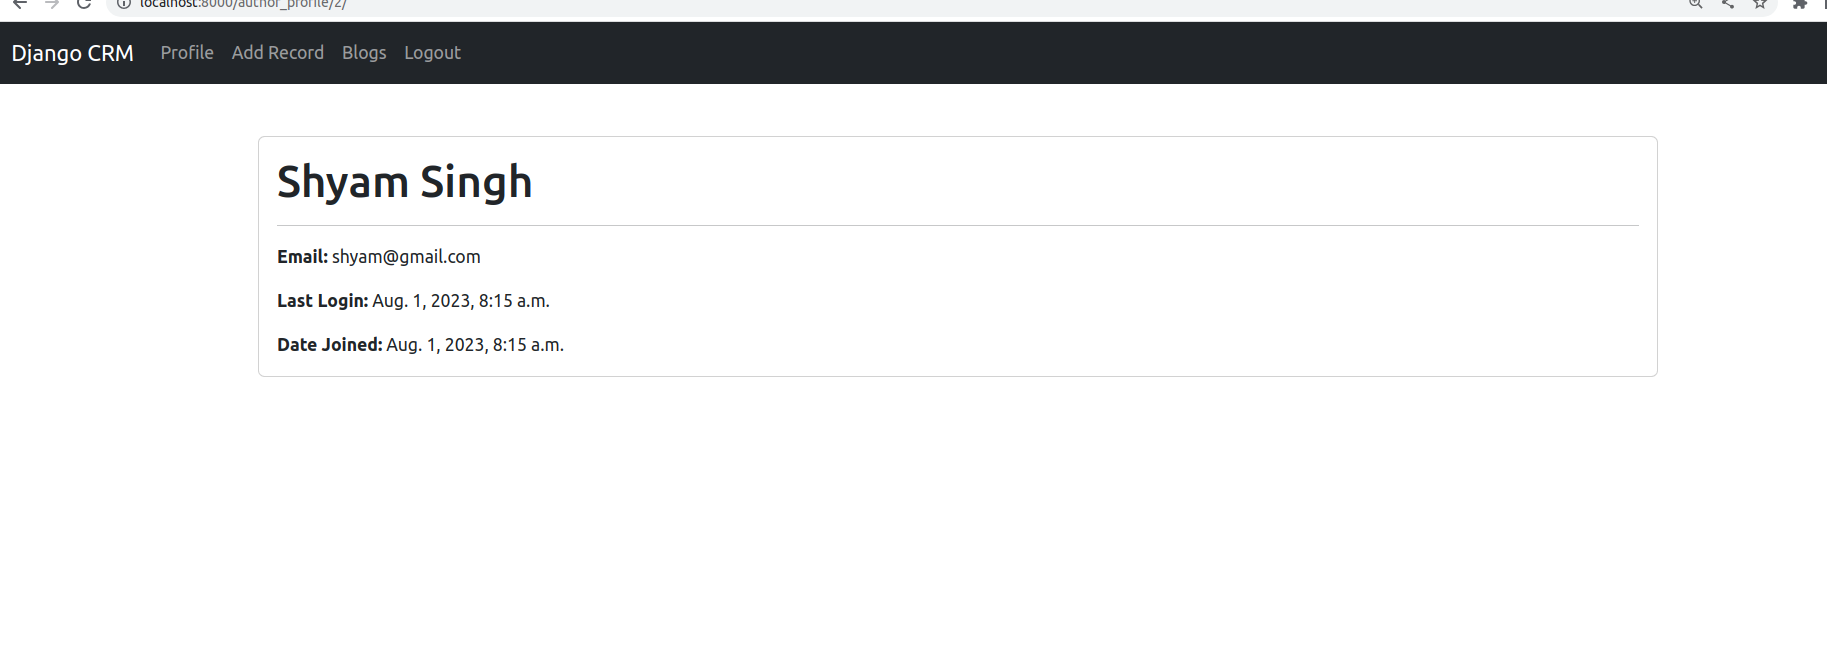 localhost:8000/author_profile/2/
Django CRM Profile Add Record Blogs Logout
Shyam Singh
Email: shyam@gmail.com
Last Login: Aug. 1, 2023, 8:15 a.m.
Date Joined: Aug. 1, 2023, 8:15 a.m.